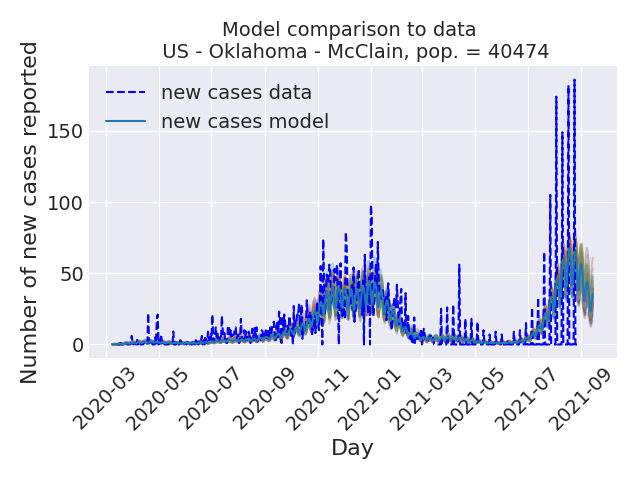 Model comparison to data
US - Oklahoma - McClain, pop. = 40474
Number of new cases reported
new cases data
new cases model
150
100
50
0
2020-03
2020-05
2020-07
2020-09
2020-11
2021-01
2021-03
2021-05
2021-07
2021-09
Day